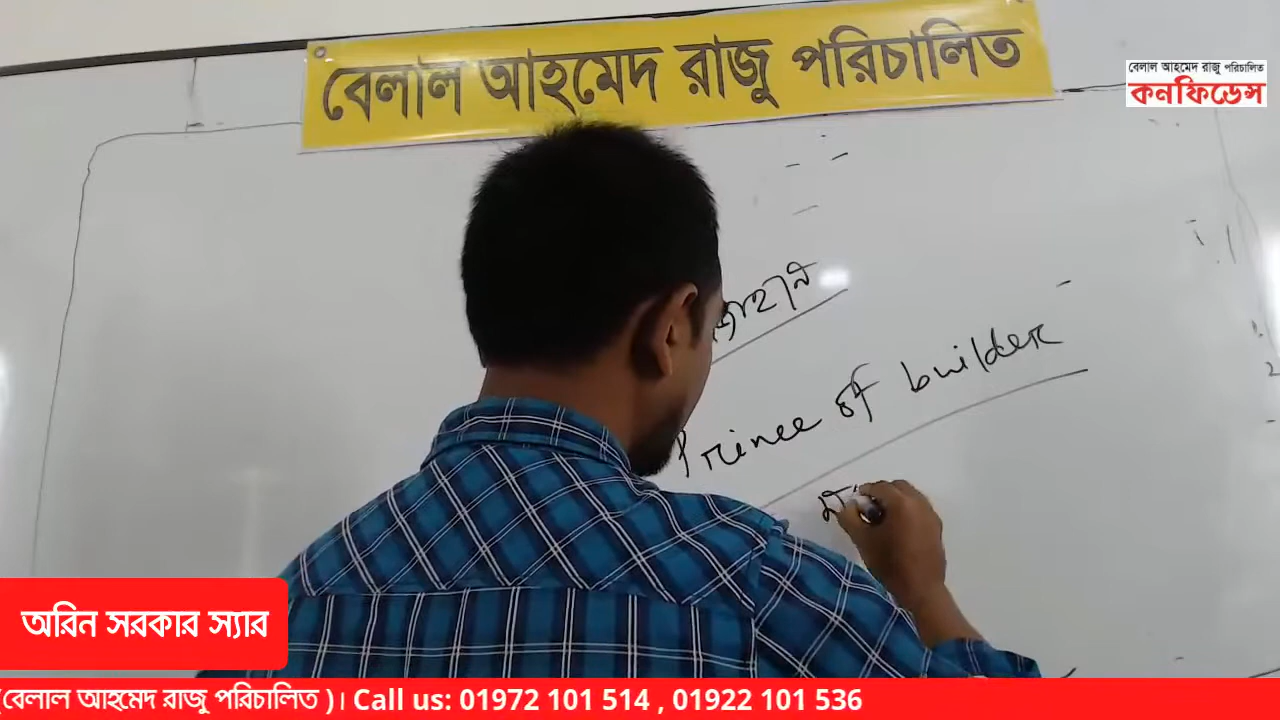 বেলাল আহমেদ রাজু পরিচালিত
বেলাল আহমেদ রাজু পরিচালিত
কনফিডেন্স
জাহান
Prince of builder
অরিন সরকার স্যার
(বেলাল আহমেদ রাজু পরিচালিত )। Call us: 01972 101 514 , 01922 101 536